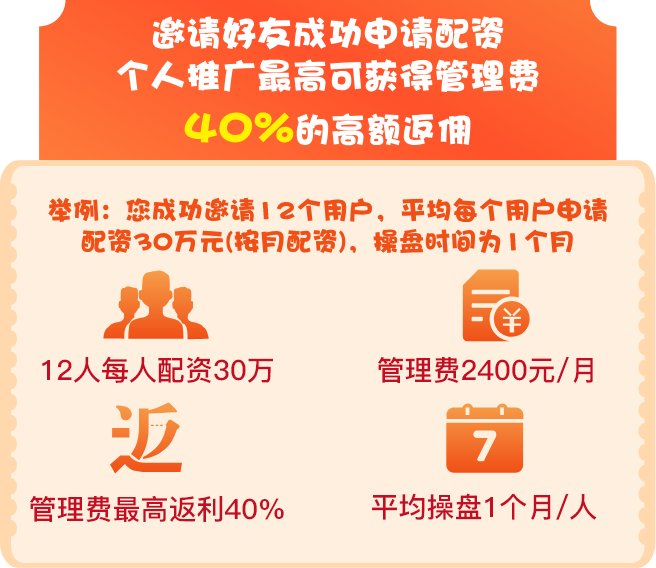 邀请好友成功申请配资
个人推广最高可获得管理费
40%的高额返佣
举例：您成功邀请12个用户，平均每个用户申请
配资30万元(按月配资)，操盘时间为1个月
12人每人配资30万
管理费2400元/月
返
7
管理费最高返利40%
平均操盘1个月/人